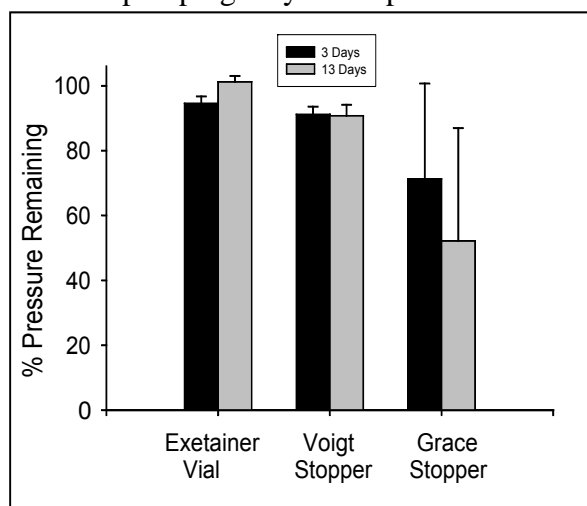 3 Days
13 Days
100
80
60
40
20
0
% Pressure Remaining
Exetainer Vial
Voigt Stopper
Grace Stopper